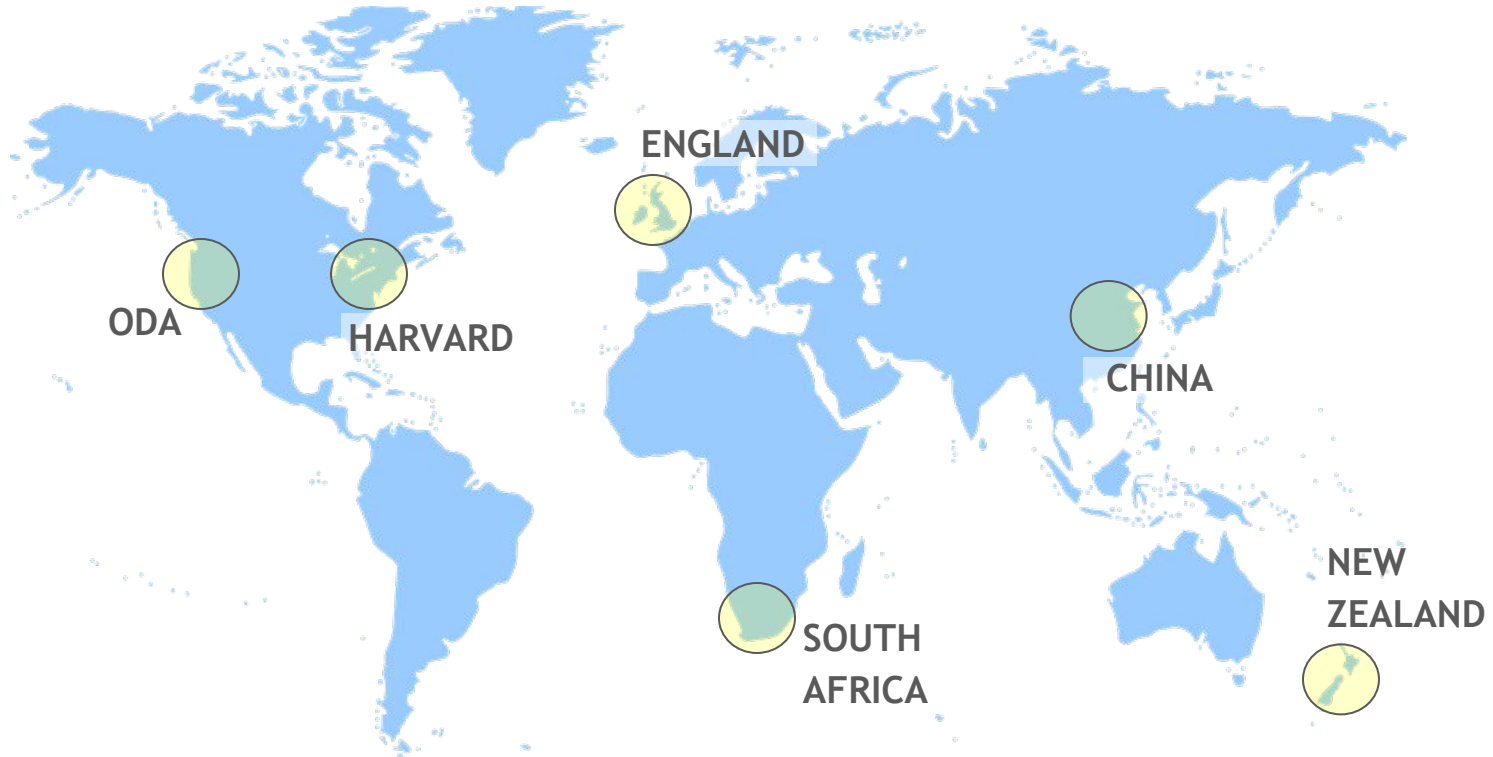 ENGLAND
ODA
HARVARD
CHINA
NEW
ZEALAND
SOUTH
AFRICA